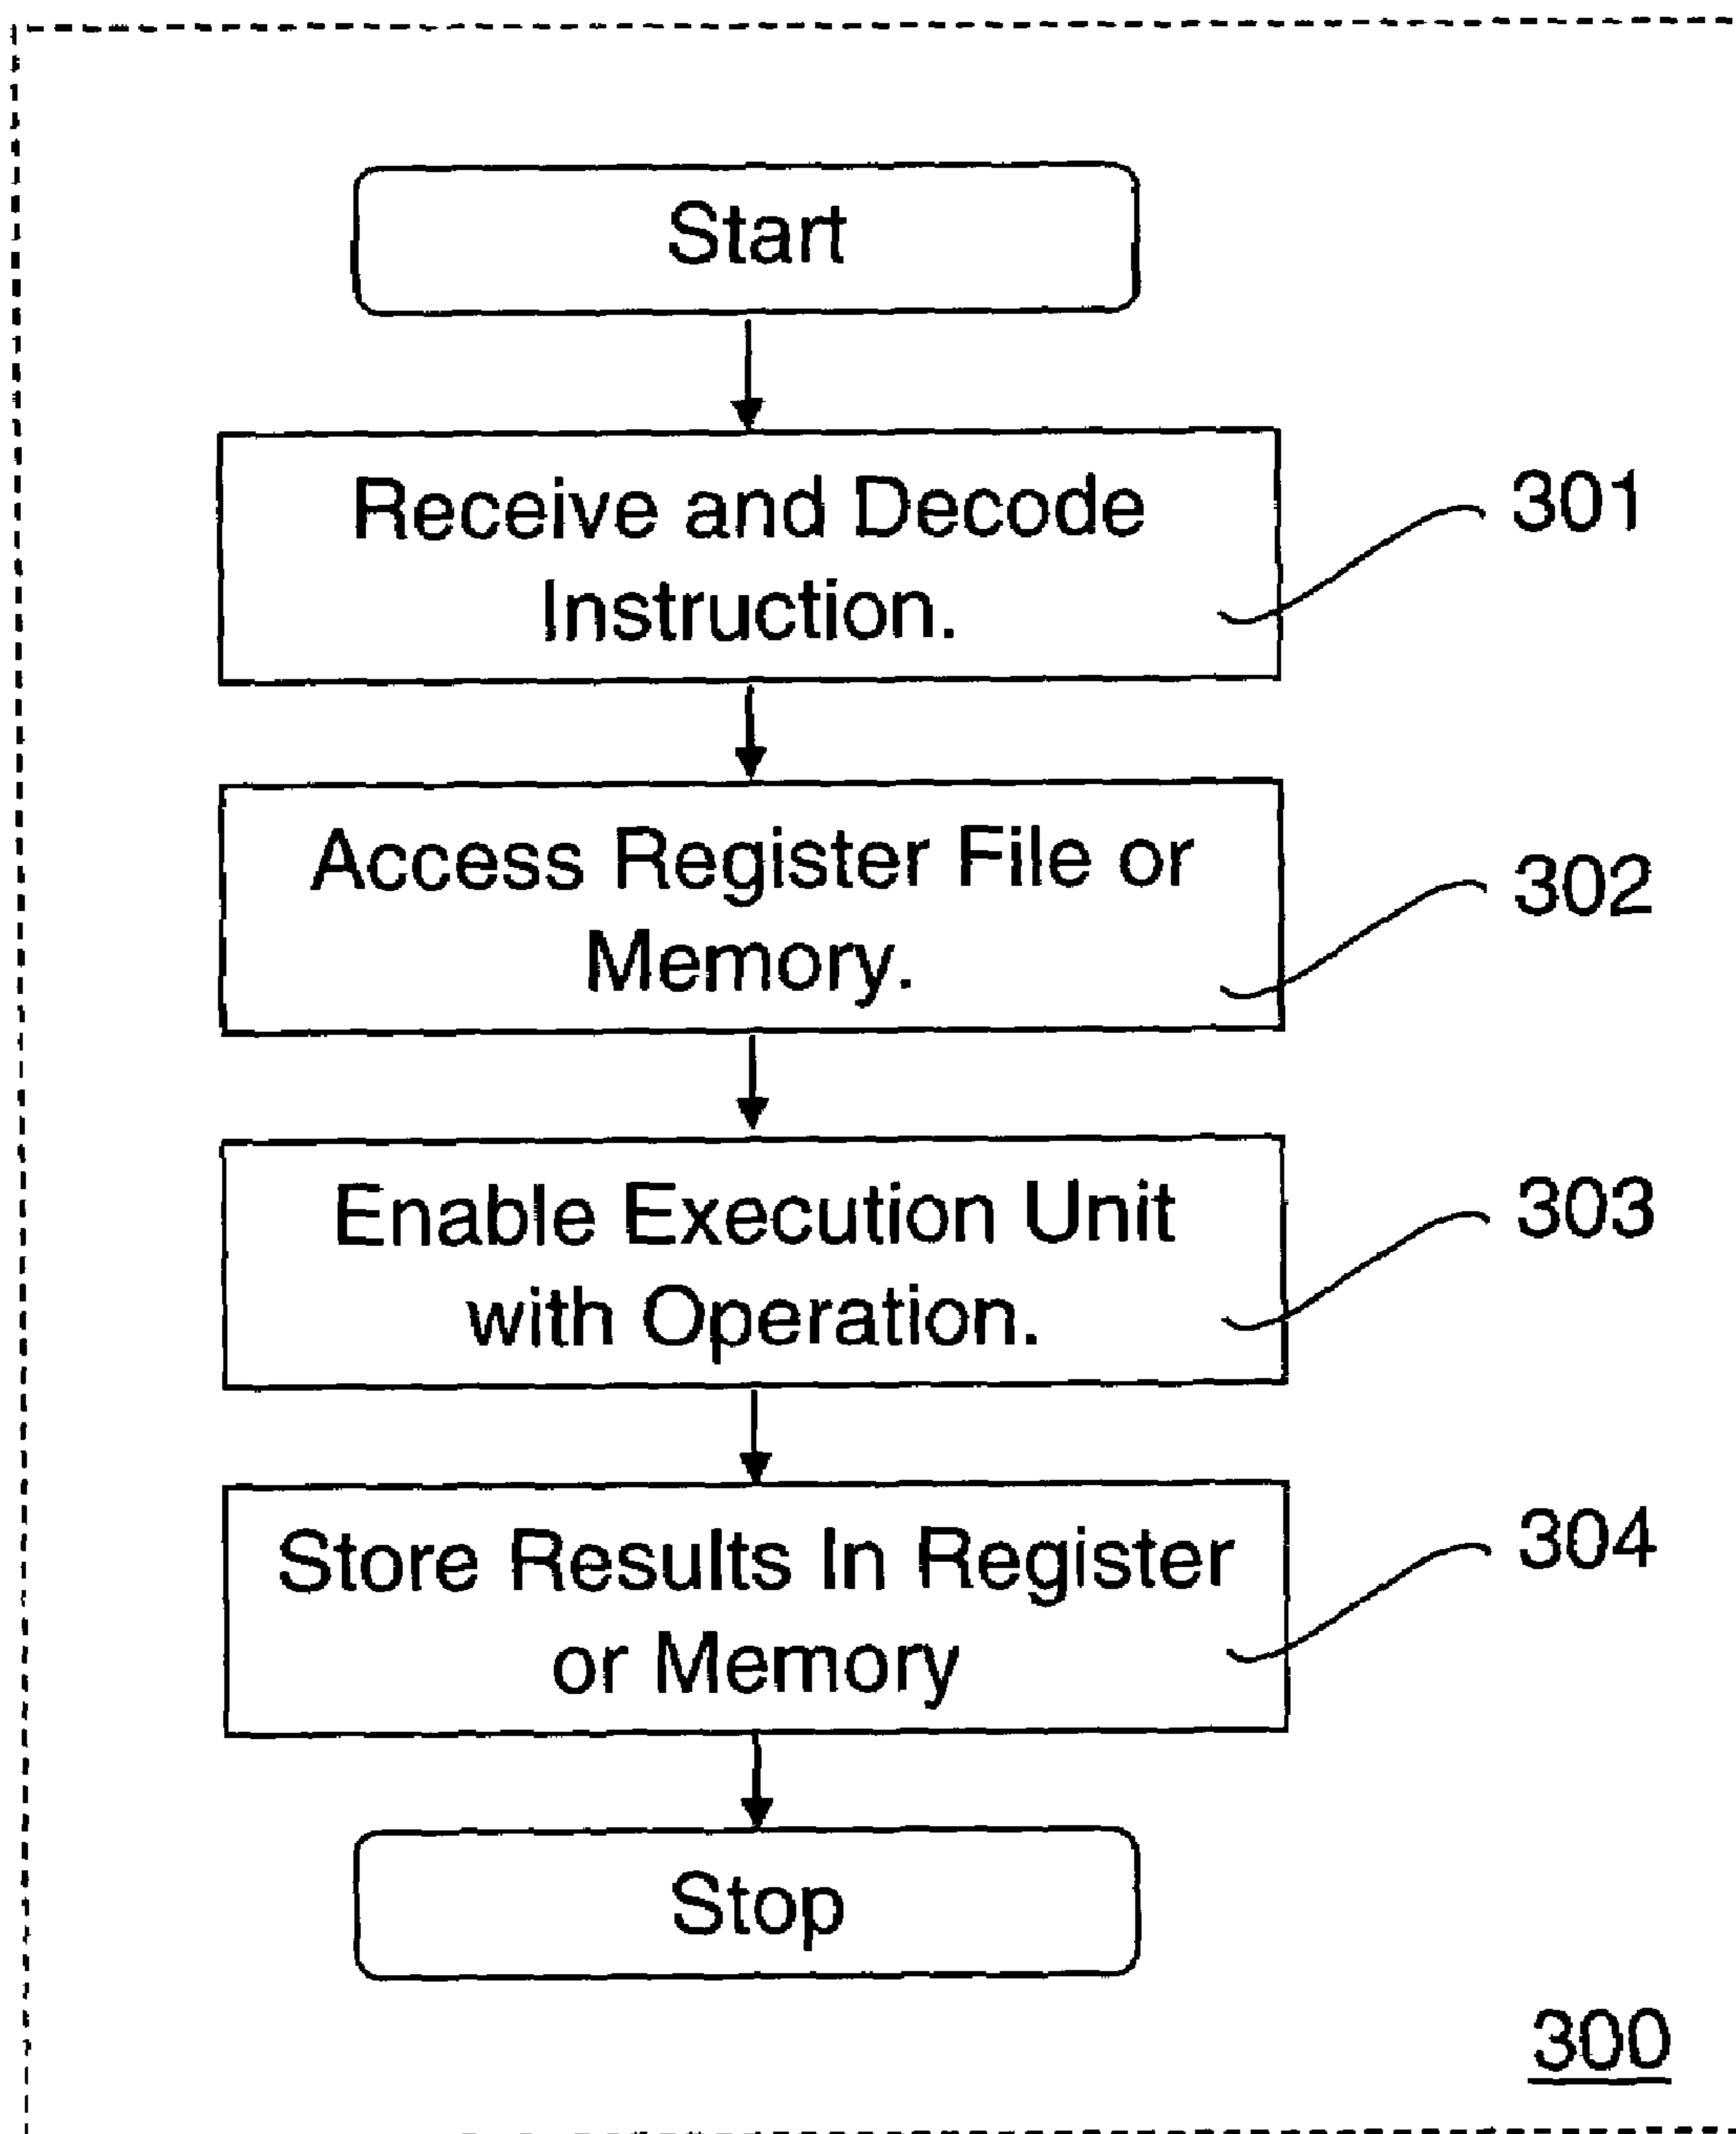 Start
Receive and Decode
Instruction.
301
Access Register File or
Memory.
302
Enable Execution Unit
with Operation.
303
Store Results In Register
or Memory
304
Stop
300